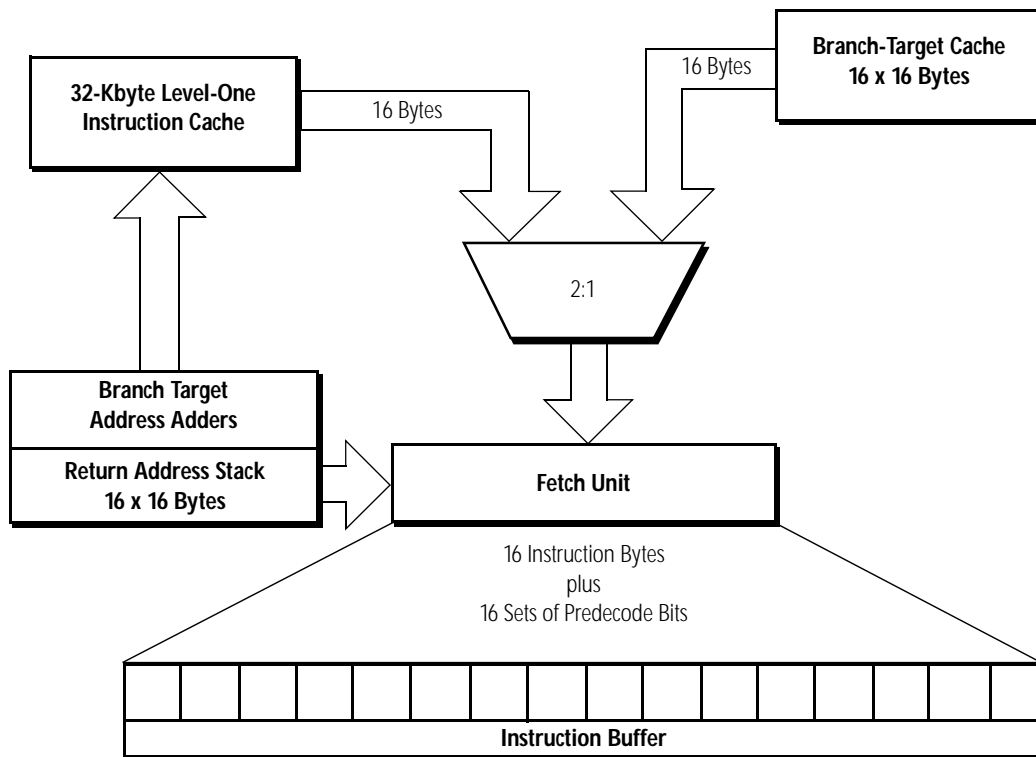 Branch-Target Cache
16 x 16 Bytes
16 Bytes
32-Kbyte Level-One
Instruction Cache
16 Bytes
2:1
Branch Target
Address Adders
Return Address Stack
16 x 16 Bytes
Fetch Unit
16 Instruction Bytes
plus
16 Sets of Predecode Bits
Instruction Buffer